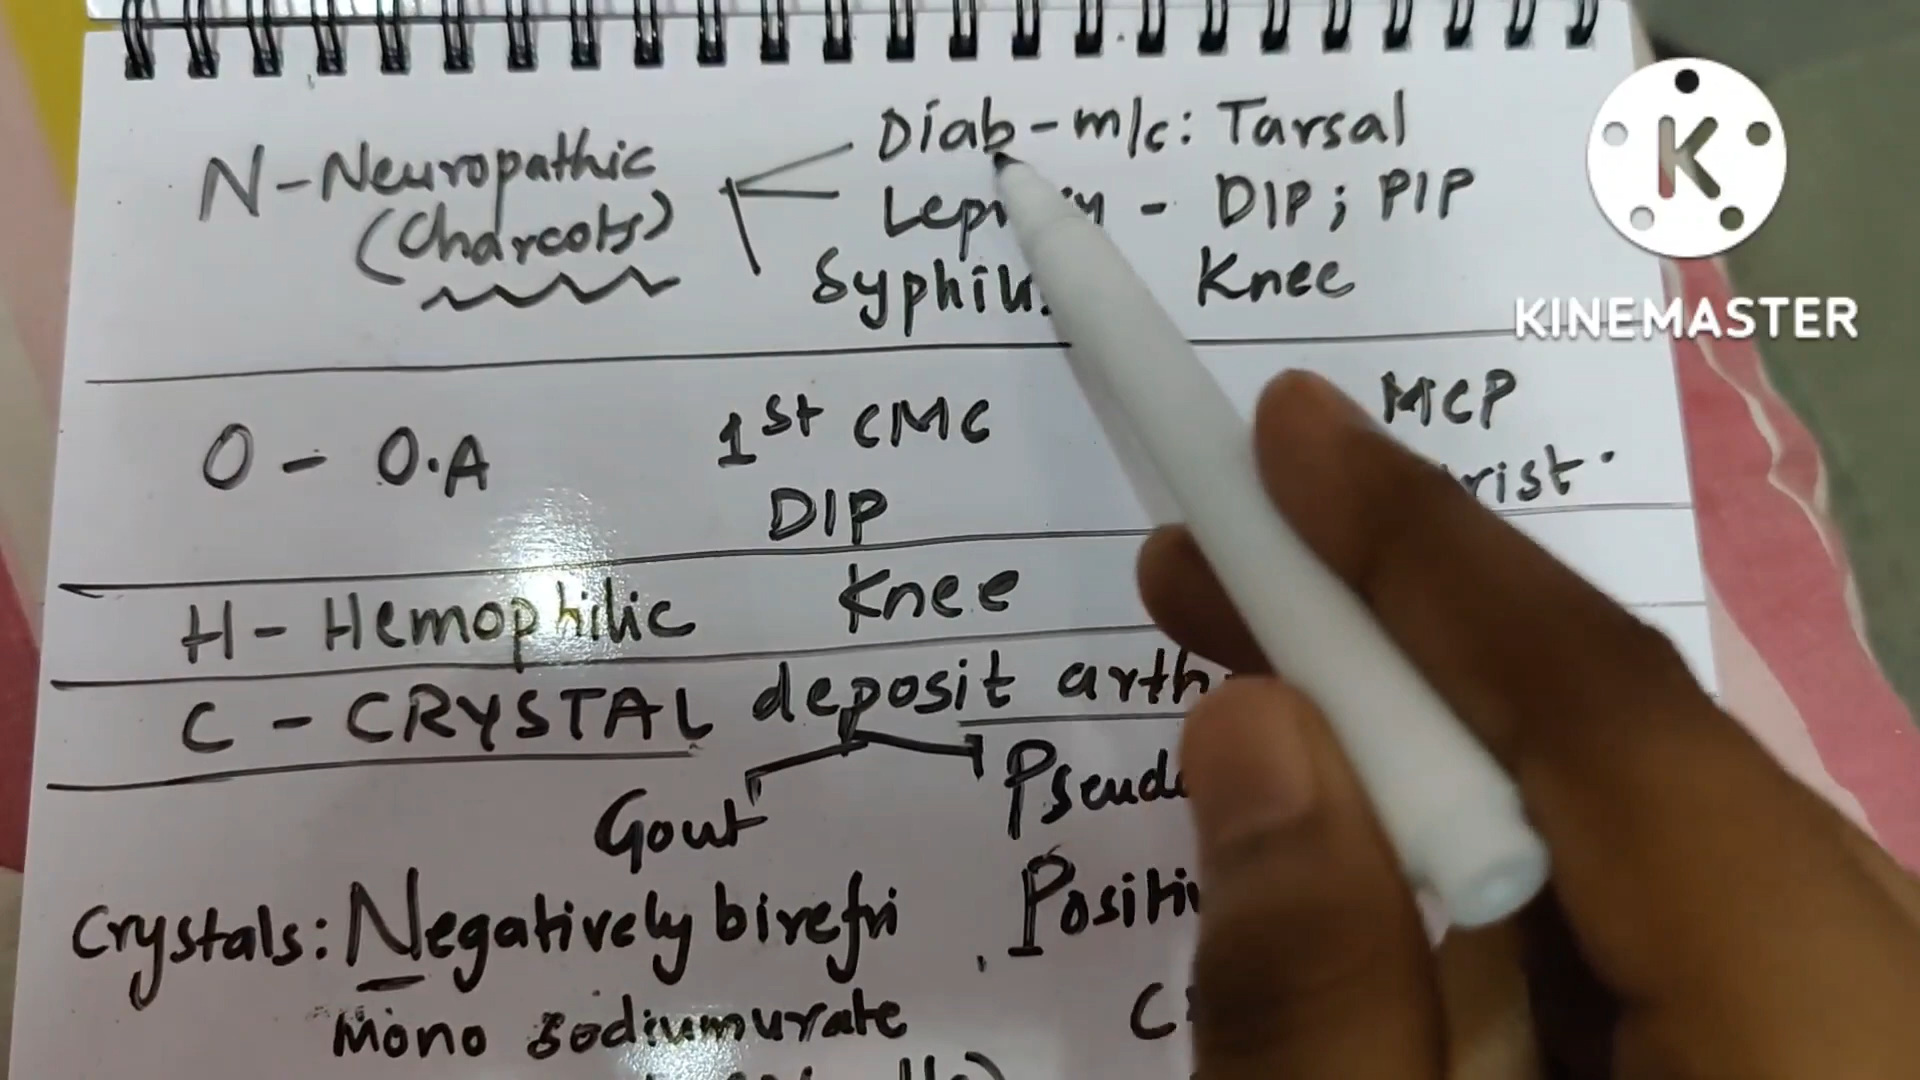 N-Neuropathic
(Charcots)
Diab-m/c: Tarsal
- DIP; PIP
Knee
KINEMASTER
O - O.A
1st CMC
DIP
MCP
H - Hemophilic
Knee
C - CRYSTAL deposit arth
Gout
Crystals: Negatively birefri
Mono sodiumurate